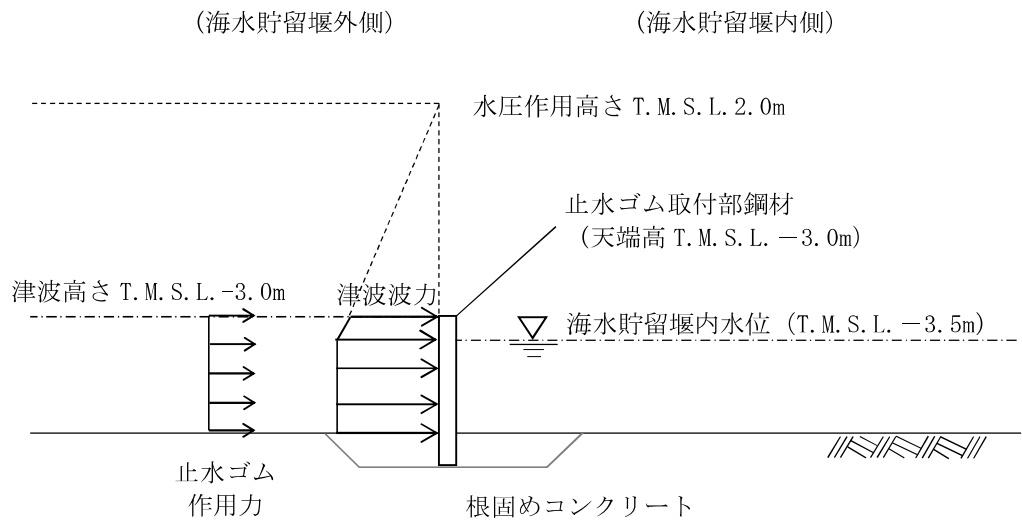 (海水貯留堰外側)
(海水貯留堰内側)
水圧作用高さ T.M.S.L.2.0m
止水ゴム取付部鋼材
(天端高 T.M.S.L.－3.0m)
津波高さ T.M.S.L.-3.0m
津波波力
海水貯留堰内水位 (T.M.S.L.－3.5m)
止水ゴム
作用力
根固めコンクリート